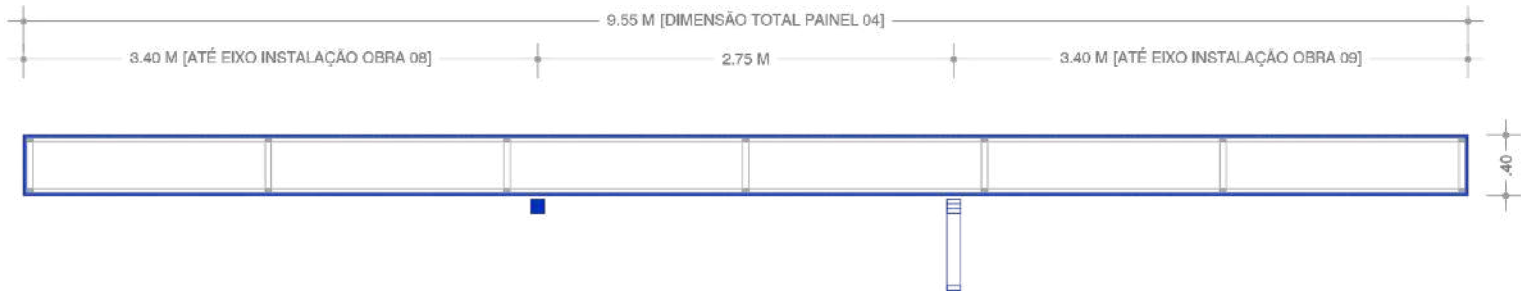 9.55 M [DIMENSÃO TOTAL PAINEL 04]
3.40 M [ATÉ EIXO INSTALAÇÃO OBRA 08]
2.75 M
3.40 M [ATÉ EIXO INSTALAÇÃO OBRA 09]
.40